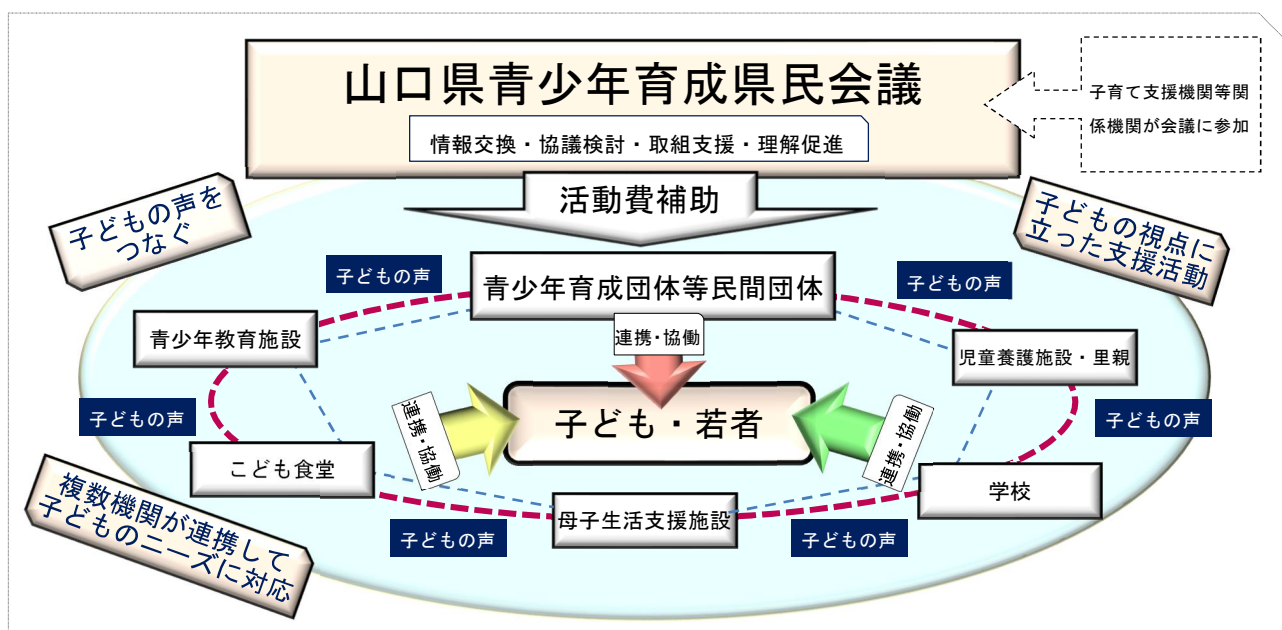 山口県青少年育成県民会議
情報交換・協議検討・取組支援・理解促進
子育て支援機関等関
係機関が会議に参加
活動費補助
子どもの声を
つなぐ
子どもの視点に
立った支援活動
子どもの声
青少年育成団体等民間団体
子どもの声
青少年教育施設
連携・協働
児童養護施設・里親
子どもの声
連携・協働
子ども・若者
連携・協働
子どもの声
こども食堂
学校
複数機関が連携して
子どものニーズに対応
子どもの声
母子生活支援施設
子どもの声